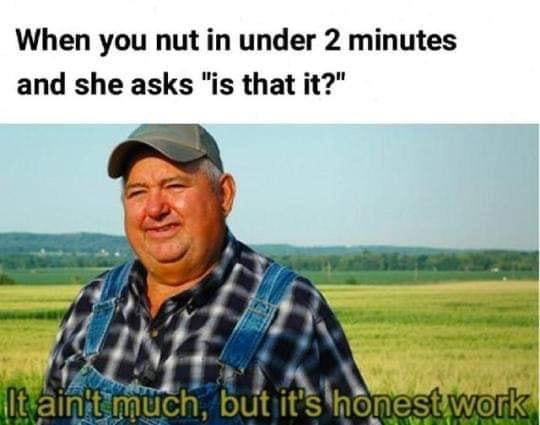 When you nut in under 2 minutes
and she asks "is that it?"
It ain't much, but it's honest work